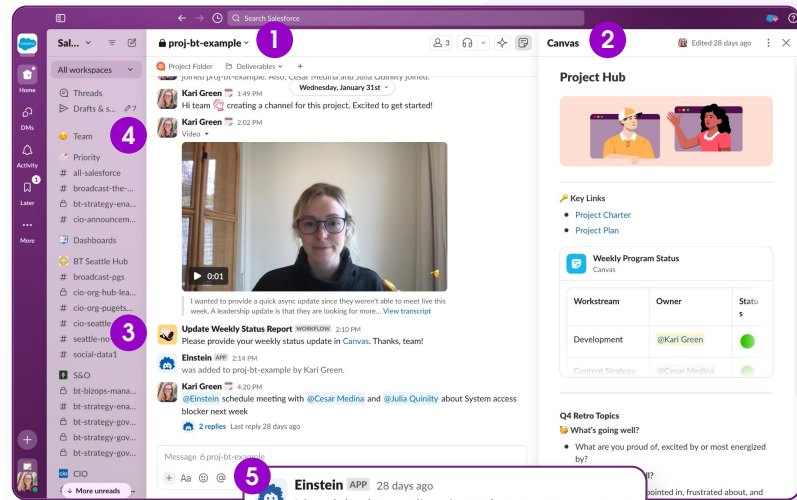 Search Salesforce
Sal...
proj-bt-example
1
3
Canvas
2
Edited 28 days ago
All workspaces
Project Folder
Deliverables
+
Home
Threads
joined proj-bt-example. Also, Cesar Medina and Julia Quinilty joined.
Wednesday, January 31st
Project Hub
Drafts & s...
7
Kari Green 1:49 PM
Hi team creating a channel for this project. Excited to get started!
DMs
Kari Green 2:02 PM
Video
Team
4
Activity
Priority
# all-salesforce
# broadcast-the-...
1
Later
bt-strategy-ena...
# cio-announcem...
Key Links
Project Charter
Project Plan
More
Dashboards
BT Seattle Hub
Weekly Program Status
Canvas
# broadcast-pgs
0:01
cio-org-hub-lea...
I wanted to provide a quick async update since they weren't able to meet live this
week. A leadership update is that they are looking for more... View transcript
Workstream
Owner
Statu
s
# cio-org-pugets...
# cio-seattle
3
# seattle-no
Update Weekly Status Report WORKFLOW 2:10 PM
Please provide your weekly status update in Canvas. Thanks, team!
Development
@Kari Green
# social-data1
Einstein APP 2:14 PM
was added to proj-bt-example by Kari Green.
Content Strategy
@Cesar Medina
S&O
bt-bizops-mana...
Kari Green 4:20 PM
@Einstein schedule meeting with @Cesar Medina and @Julia Quinilty about System access
blocker next week
# bt-strategy-ena...
bt-strategy-gov...
2 replies Last reply 28 days ago
Q4 Retro Topics
What's going well?
bt-strategy-gov...
bt-strategy-gov...
Message proj-bt-example
What are you proud of, excited by or most energized
by?
CIO
+ Aa @
5
Einstein APP 28 days ago
More unreads